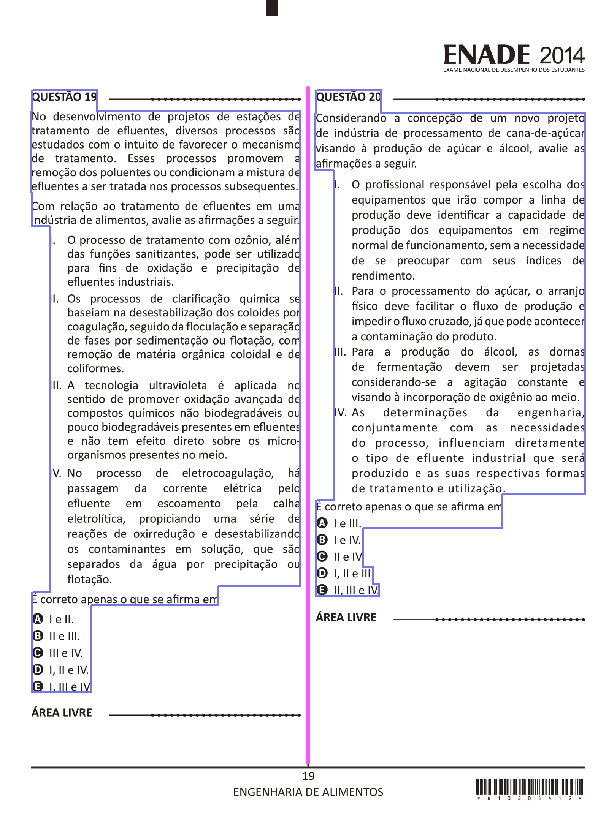 ENADE 2014
EXAME NACIONAL DE DESEMPENHO DOS ESTUDANTES
QUESTÃO 19
No desenvolvimento de projetos de estações de
tratamento de efluentes, diversos processos são
estudados com o intuito de favorecer o mecanismo
de tratamento. Esses processos promovem a
remoção dos poluentes ou condicionam a mistura de
efluentes a ser tratada nos processos subsequentes.
Com relação ao tratamento de efluentes em uma
indústria de alimentos, avalie as afirmações a seguir.
I. O processo de tratamento com ozônio, além
das funções sanitizantes, pode ser utilizado
para fins de oxidação e precipitação de
efluentes industriais.
II. Os processos de clarificação química se
baseiam na desestabilização dos coloides por
coagulação, seguido da floculação e separação
de fases por sedimentação ou flotação, com
remoção de matéria orgânica coloidal e de
coliformes.
III. A tecnologia ultravioleta é aplicada no
sentido de promover oxidação avançada de
compostos químicos não biodegradáveis ou
pouco biodegradáveis presentes em efluentes
e não tem efeito direto sobre os micro-
organismos presentes no meio.
IV. No processo de eletrocoagulação, há
passagem da corrente elétrica pelo
efluente em escoamento pela calha
eletrolítica, propiciando uma série de
reações de oxirredução e desestabilizando
os contaminantes em solução, que são
separados da água por precipitação ou
flotação.
É correto apenas o que se afirma em
A I e II.
B II e III.
C III e IV.
D I, II e IV.
E I, III e IV
ÁREA LIVRE
QUESTÃO 20
Considerando a concepção de um novo projeto
de indústria de processamento de cana-de-açúcar
visando à produção de açúcar e álcool, avalie as
afirmações a seguir.
I. O profissional responsável pela escolha dos
equipamentos que irão compor a linha de
produção deve identificar a capacidade de
produção dos equipamentos em regime
normal de funcionamento, sem a necessidade
de se preocupar com seus índices de
rendimento.
II. Para o processamento do açúcar, o arranjo
físico deve facilitar o fluxo de produção e
impedir o fluxo cruzado, já que pode acontecer
a contaminação do produto.
III. Para a produção do álcool, as dornas
de fermentação devem ser projetadas
considerando-se a agitação constante e
visando à incorporação de oxigênio ao meio.
IV. As determinações da engenharia,
conjuntamente com as necessidades
do processo, influenciam diretamente
o tipo de efluente industrial que será
produzido e as suas respectivas formas
de tratamento e utilização.
É correto apenas o que se afirma em
A I e III.
B I e IV.
C II e IV
D I, II e III
E II, III e IV
ÁREA LIVRE
19
ENGENHARIA DE ALIMENTOS